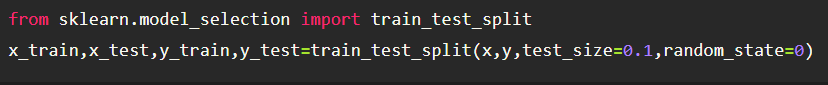 from sklearn.model_selection import train_test_split
x_train,x_test,y_train,y_test=train_test_split(x,y,test_size=0.1,random_state=0)